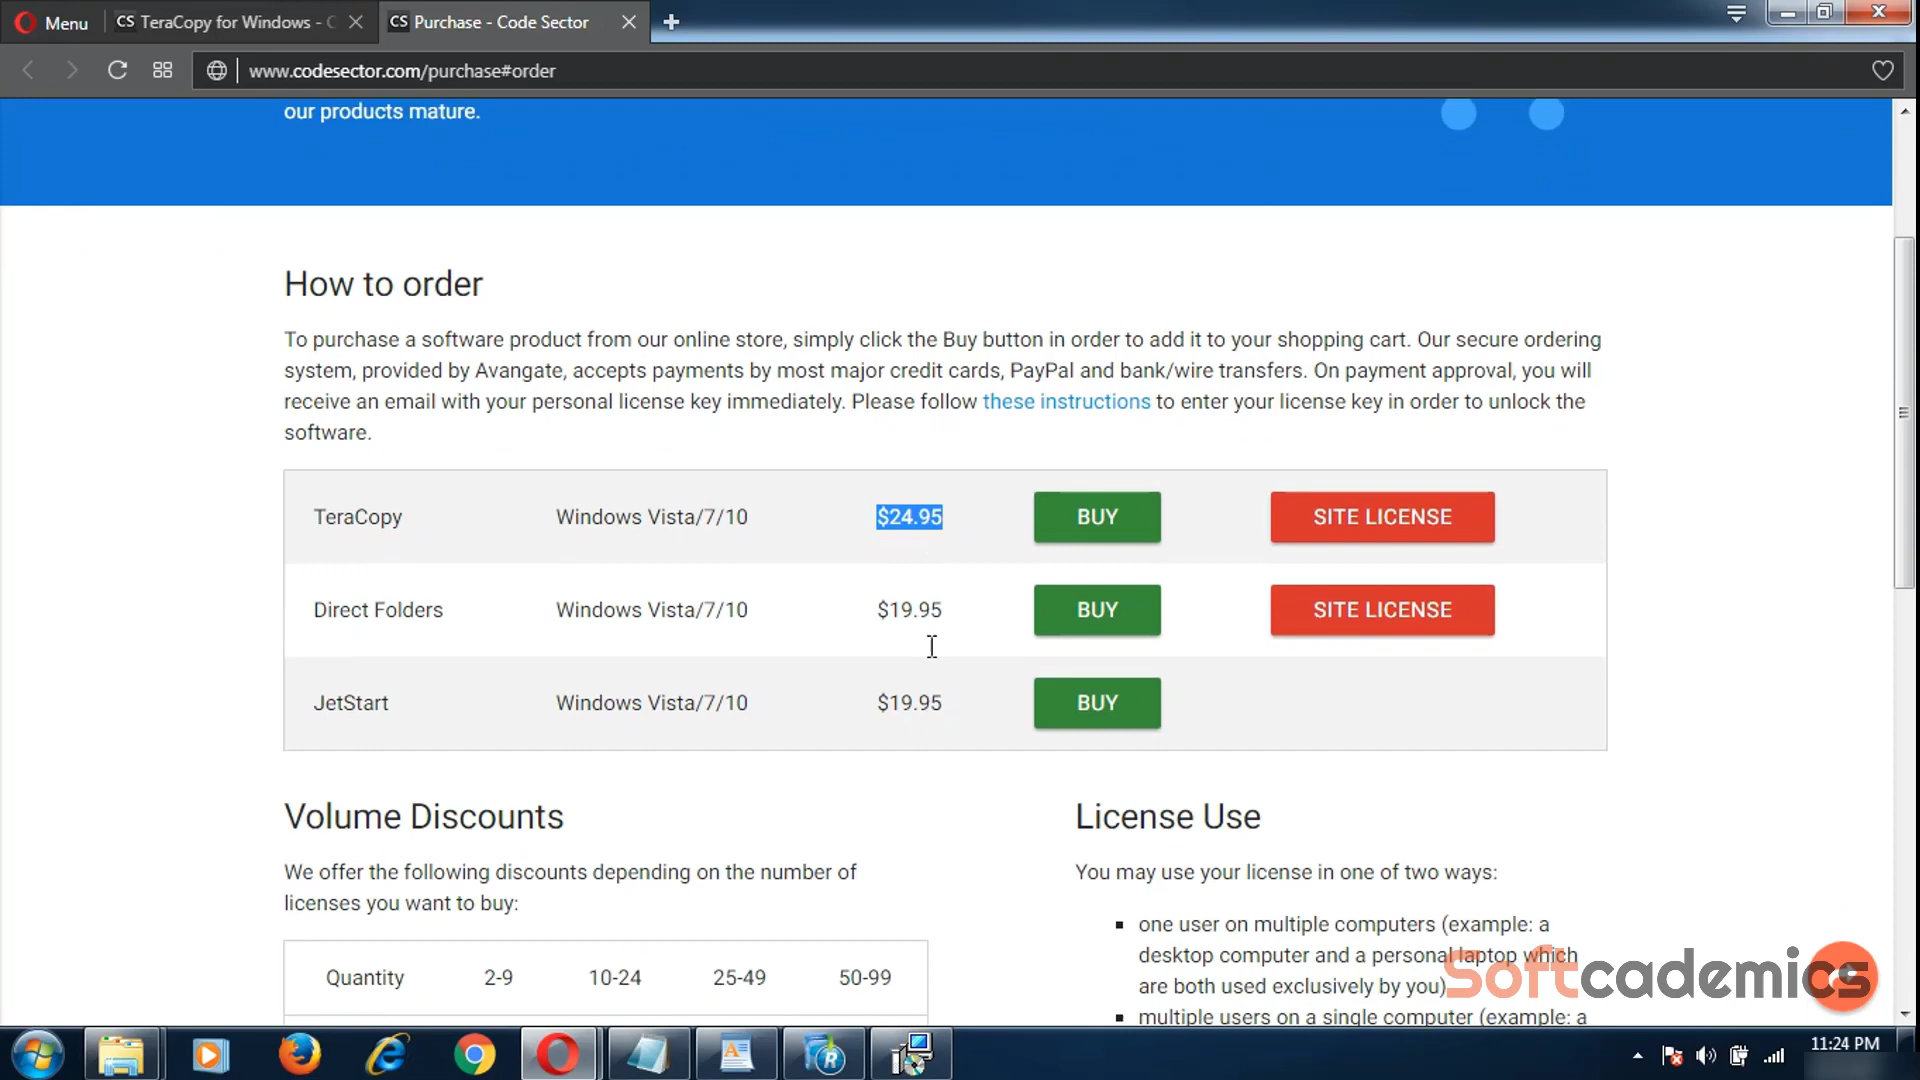 Menu
CS TeraCopy for Windows - C
CS Purchase - Code Sector
www.codesector.com/purchase#order
our products mature.
How to order
To purchase a software product from our online store, simply click the Buy button in order to add it to your shopping cart. Our secure ordering
system, provided by Avangate, accepts payments by most major credit cards, PayPal and bank/wire transfers. On payment approval, you will
receive an email with your personal license key immediately. Please follow these instructions to enter your license key in order to unlock the
software.
TeraCopy Windows Vista/7/10 $24.95 BUY SITE LICENSE
Direct Folders Windows Vista/7/10 $19.95 BUY SITE LICENSE
JetStart Windows Vista/7/10 $19.95 BUY
Volume Discounts
We offer the following discounts depending on the number of
licenses you want to buy:
Quantity 2-9 10-24 25-49 50-99
License Use
You may use your license in one of two ways:
one user on multiple computers (example: a
desktop computer and a personal laptop which
are both used exclusively by you)
multiple users on a single computer (example: a
Softcademics
11:24 PM